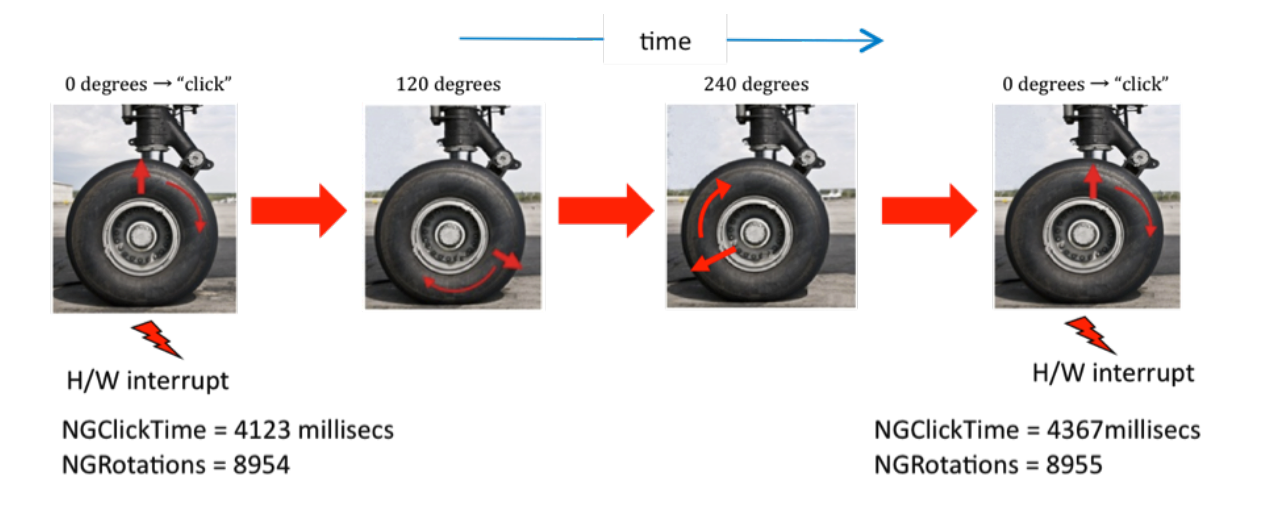 time
0 degrees → “click”
120 degrees
240 degrees
0 degrees → “click”
H/W interrupt
NGClickTime = 4123 millisecs
NGRotations = 8954
H/W interrupt
NGClickTime = 4367millisecs
NGRotations = 8955